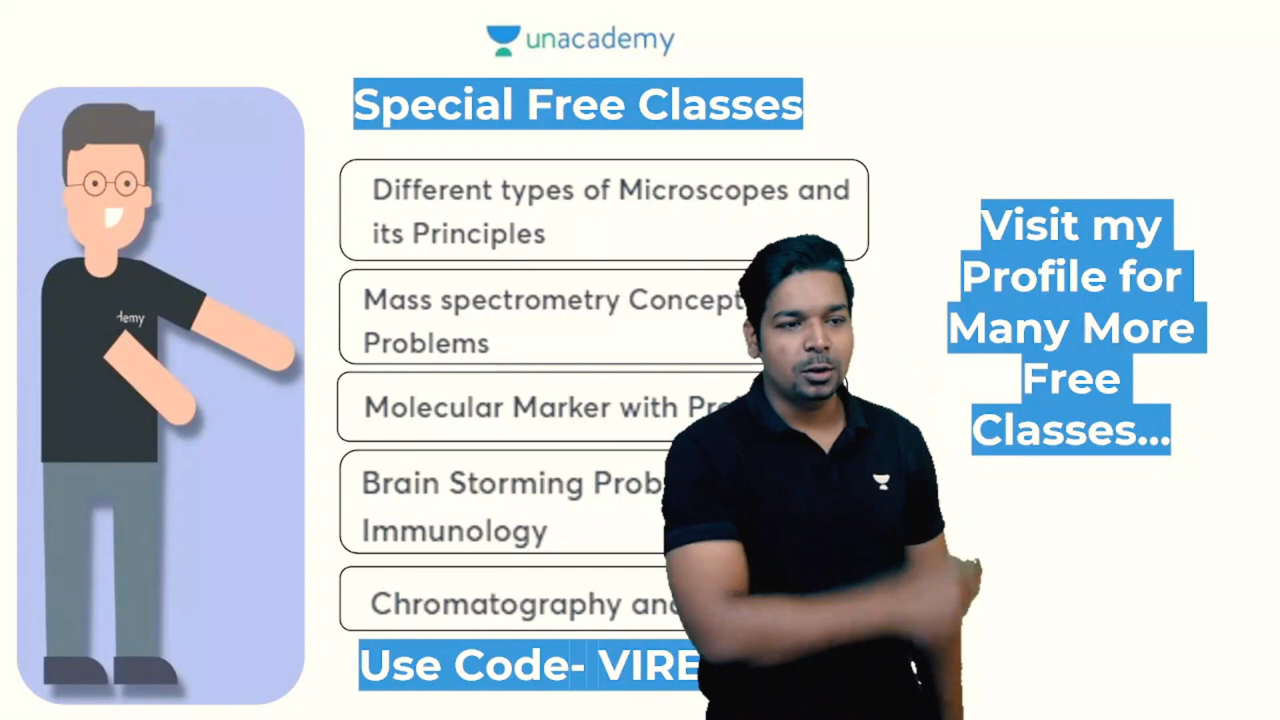 unacademy
Special Free Classes
Different types of Microscopes and
its Principles
Mass spectrometry Concept
Problems
Molecular Marker with
Brain Storming
Immunology
Chromatography
Use Code-
Visit my
Profile for
Many More
Free
Classes...